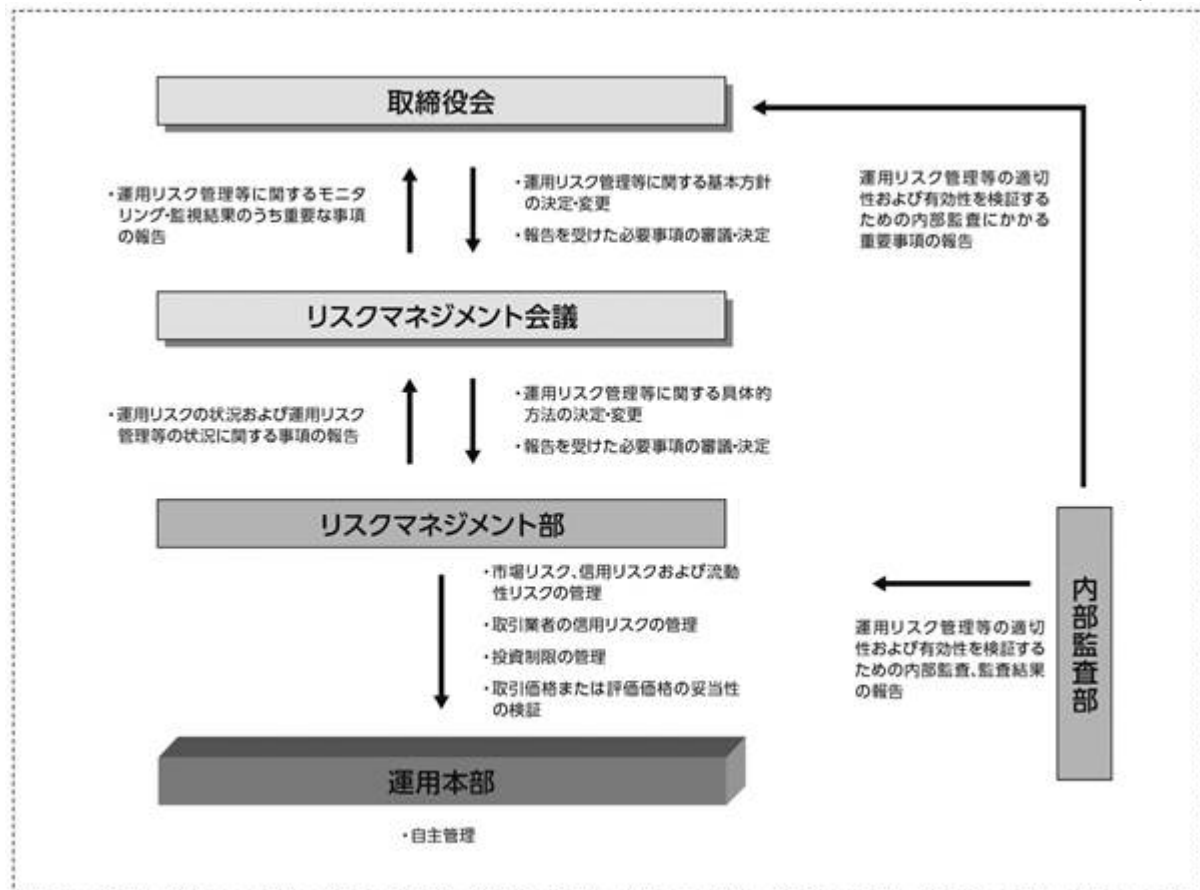 取締役会
・運用リスク管理等に関するモニタ
リング・監視結果のうち重要な事項
の報告
・運用リスク管理等に関する基本方針
の決定・変更
・報告を受けた必要事項の審議・決定
運用リスク管理等の適切
性および有効性を検証する
ための内部監査にかかる
重要事項の報告
リスクマネジメント会議
・運用リスクの状況および運用リスク
管理等の状況に関する事項の報告
・運用リスク管理等に関する具体的
方法の決定・変更
・報告を受けた必要事項の審議・決定
リスクマネジメント部
・市場リスク、信用リスクおよび流動
性リスクの管理
・取引業者の信用リスクの管理
・投資制限の管理
・取引価格または評価価格の妥当性
の検証
運用リスク管理等の適切
性および有効性を検証する
ための内部監査、監査結果
の報告
内部監査部
運用本部
・自主管理